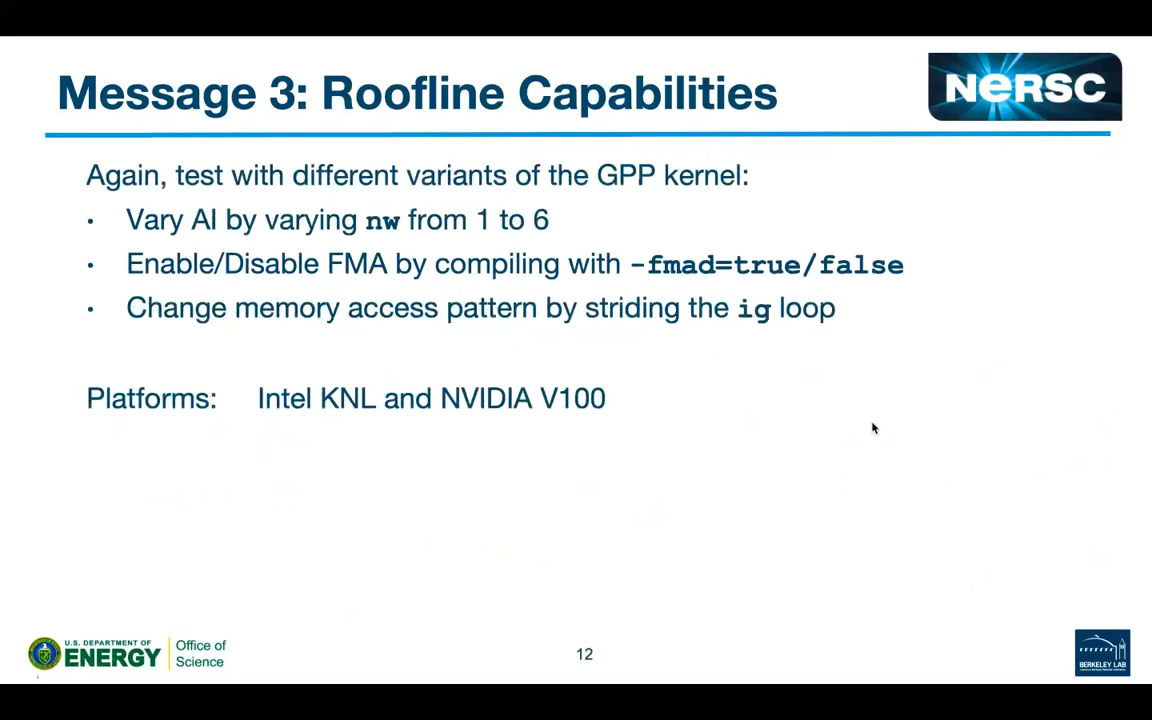 Message 3: Roofline Capabilities
NERSC
Again, test with different variants of the GPP kernel:
• Vary AI by varying nw from 1 to 6
• Enable/Disable FMA by compiling with -fmad=true/false
• Change memory access pattern by striding the ig loop
Platforms: Intel KNL and NVIDIA V100
U.S. DEPARTMENT OF
ENERGY
Office of
Science
12
BERKELEY LAB